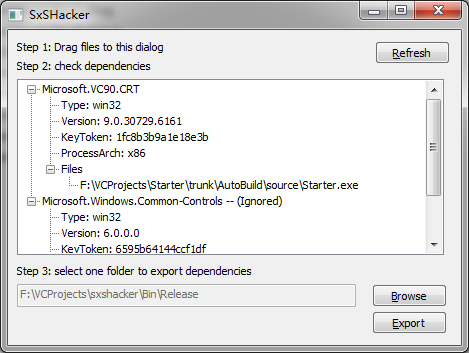 SxSHacker
Step 1: Drag files to this dialog
Refresh
Step 2: check dependencies
Microsoft.VC90.CRT
Type: win32
Version: 9.0.30729.6161
KeyToken: 1fc8b3b9a1e18e3b
ProcessArch: x86
Files
F:\VCProjects\Starter\trunk\AutoBuild\source\Starter.exe
Microsoft.Windows.Common-Controls -- (Ignored)
Type: win32
Version: 6.0.0.0
KeyToken: 6595b64144ccf1df
Step 3: select one folder to export dependencies
F:\VCProjects\sxshacker\Bin\Release
Browse
Export